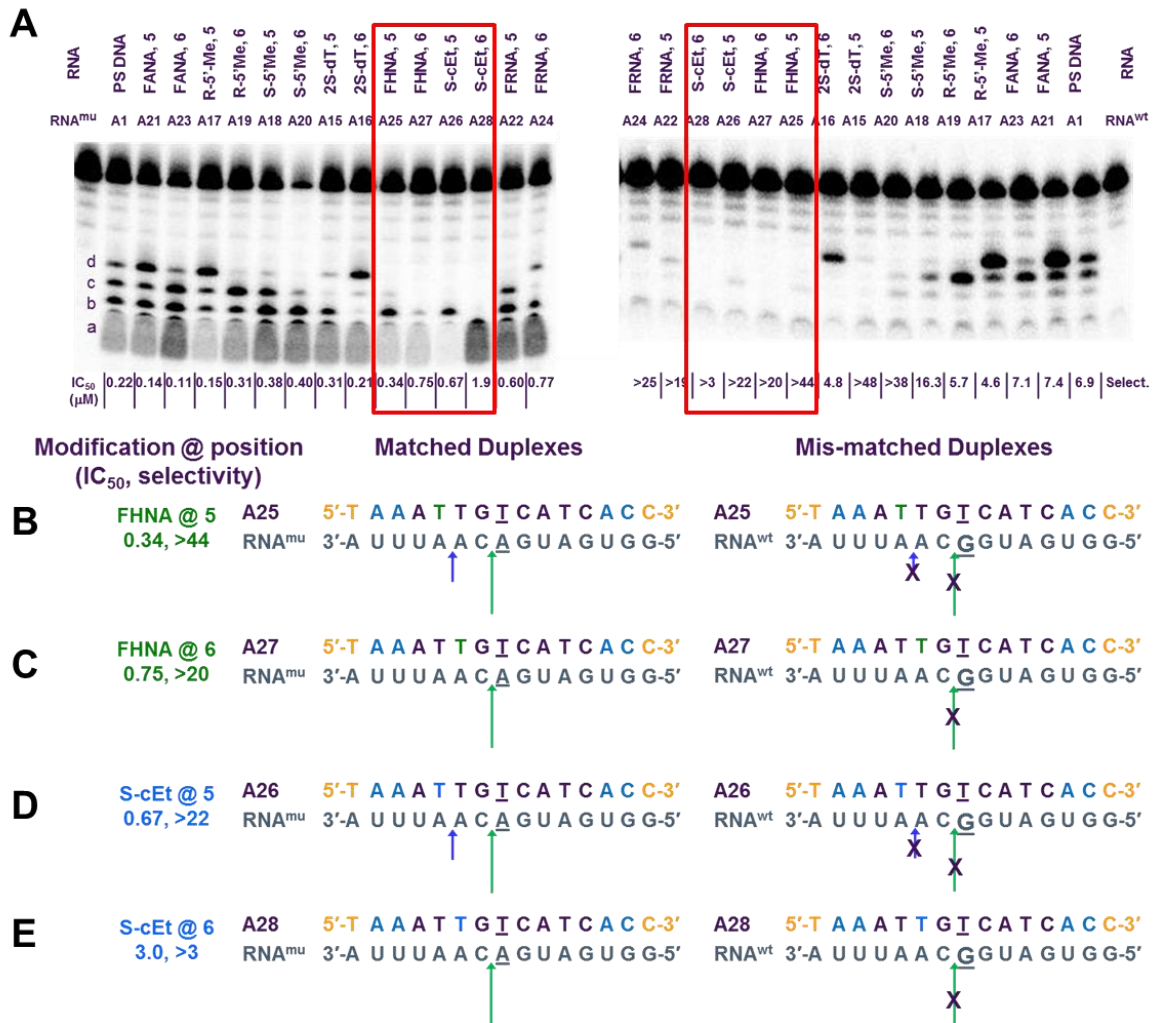 A
RNA
PS DNA
FANA, 5
FANA, 6
R-5'-Me, 5
R-5'Me, 6
S-5'Me, 5
S-5'Me, 6
2S-dT, 5
2S-dT, 6
FHNA, 5
FHNA, 6
S-cEt, 5
S-cEt, 6
FRNA, 5
FRNA, 6
RNAmu A1 A21 A23 A17 A19 A18 A20 A15 A16 A25 A27 A26 A28 A22 A24
d
c
b
a
IC50 0.22 0.14 0.11 0.15 0.31 0.38 0.40 0.31 0.21 0.34 0.75 0.67 1.9 0.60 0.77
(μM)
FRNA, 6
FRNA, 5
S-cEt, 6
S-cEt, 5
FHNA, 6
FHNA, 5
2S-dT, 6
2S-dT, 5
S-5'Me, 6
S-5'Me, 5
R-5'Me, 6
R-5'-Me, 5
FANA, 6
FANA, 5
PS DNA
RNA
A24 A22 A28 A26 A27 A25 A16 A15 A20 A18 A19 A17 A23 A21 A1 RNAwt
>25 >19 >3 >22 >20 >44 4.8 >48 >38 16.3 5.7 4.6 7.1 7.4 6.9 Select.
Modification @ position
(IC50, selectivity)
Matched Duplexes
Mis-matched Duplexes
B
FHNA @ 5
0.34, >44
A25 5′-T A A A T T G T C A T C A C C-3′
RNAmu 3′-A U U U A A C A G U A G U G G-5′
A25 5′-T A A A T T G T C A T C A C C-3′
RNAwt 3′-A U U U A A C G G U A G U G G-5′
X X
C
FHNA @ 6
0.75, >20
A27 5′-T A A A T T G T C A T C A C C-3′
RNAmu 3′-A U U U A A C A G U A G U G G-5′
A27 5′-T A A A T T G T C A T C A C C-3′
RNAwt 3′-A U U U A A C G G U A G U G G-5′
X
D
S-cEt @ 5
0.67, >22
A26 5′-T A A A T T G T C A T C A C C-3′
RNAmu 3′-A U U U A A C A G U A G U G G-5′
A26 5′-T A A A T T G T C A T C A C C-3′
RNAwt 3′-A U U U A A C G G U A G U G G-5′
X X
E
S-cEt @ 6
3.0, >3
A28 5′-T A A A T T G T C A T C A C C-3′
RNAmu 3′-A U U U A A C A G U A G U G G-5′
A28 5′-T A A A T T G T C A T C A C C-3′
RNAwt 3′-A U U U A A C G G U A G U G G-5′
X